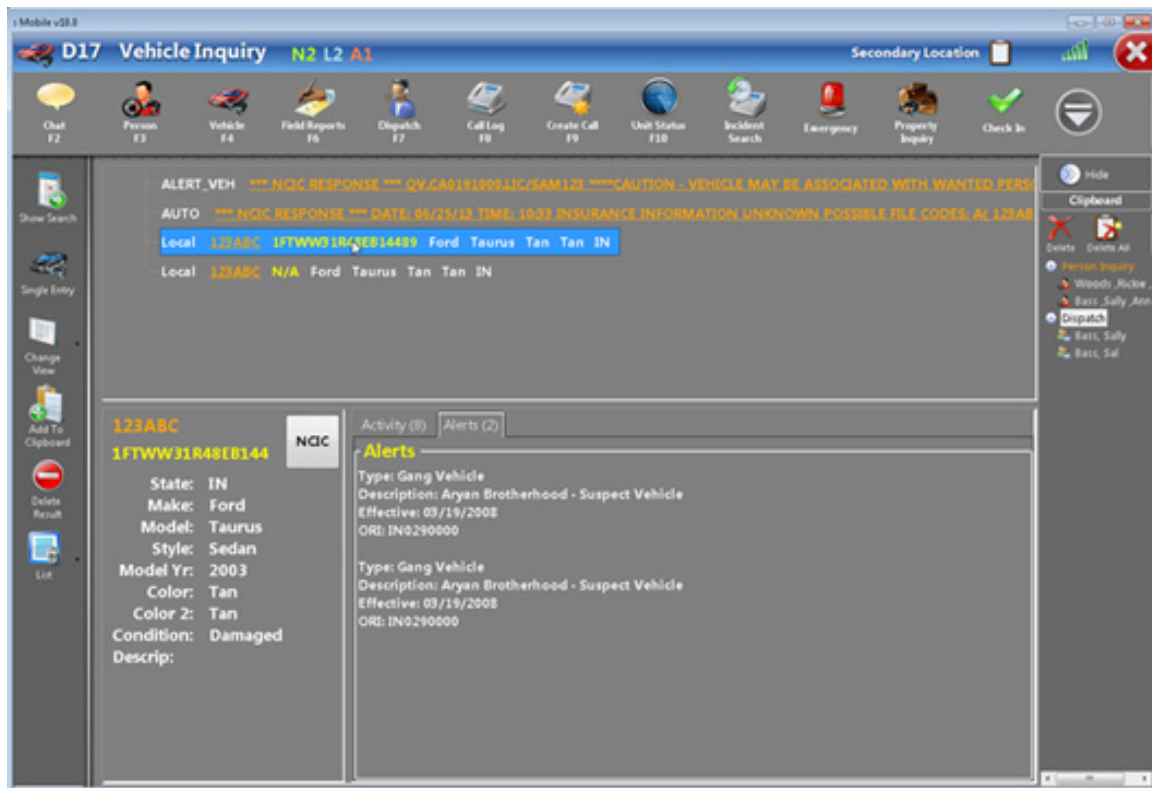 Mobile v10.0
D17 Vehicle Inquiry N2 L2 A1 Secondary Location
Chat F2
Person F3
Vehicle F4
Field Reports F6
Dispatch F7
Call Log F8
Create Call F9
Unit Status F10
Incident Search
Emergency
Property Inquiry
Check In
Show Search
Single Entry
Change View
Add To Clipboard
Delete Result
List
ALERT_VEH *** NCIC RESPONSE *** QV.CA0191000.LIC/SAM123 ****CAUTION - VEHICLE MAY BE ASSOCIATED WITH WANTED PERS
AUTO *** NCIC RESPONSE *** DATE: 06/25/13 TIME: 1033 INSURANCE INFORMATION UNKNOWN POSSIBLE FILE CODES: A( 123AB
Local 123ABC 1FTWW31R48EB14489 Ford Taurus Tan Tan IN
Local 123ABC N/A Ford Taurus Tan Tan IN
Hide
Clipboard
Delete Delete All
Person Inquiry
Woods ,Rickie ,
Bass ,Sally ,Ann
Dispatch
Bass, Sally
Bass, Sal
123ABC
1FTWW31R48EB144
NCIC
State: IN
Make: Ford
Model: Taurus
Style: Sedan
Model Yr: 2003
Color: Tan
Color 2: Tan
Condition: Damaged
Descrip:
Activity (0) Alerts (2)
Alerts
Type: Gang Vehicle
Description: Aryan Brotherhood - Suspect Vehicle
Effective: 03/19/2008
ORI: IN0290000
Type: Gang Vehicle
Description: Aryan Brotherhood - Suspect Vehicle
Effective: 03/19/2008
ORI: IN0290000